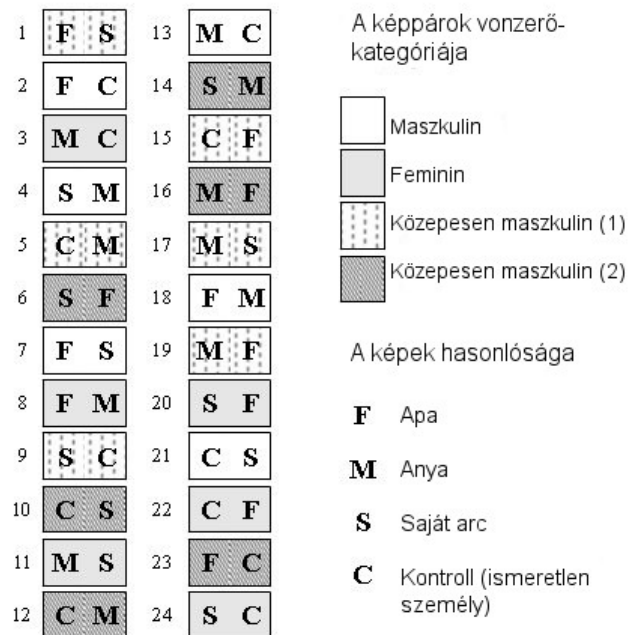 1 F S
2 F C
3 M C
4 S M
5 C M
6 S F
7 F S
8 F M
9 S C
10 C S
11 M S
12 C M
13 M C
14 S M
15 C F
16 M F
17 M S
18 F M
19 M F
20 S F
21 C S
22 C F
23 F C
24 S C
A képpárok vonzerő-
kategóriája
Maszkulin
Feminin
Közepesen maszkulin (1)
Közepesen maszkulin (2)
A képek hasonlósága
F Apa
M Anya
S Saját arc
C Kontroll (ismeretlen
személy)